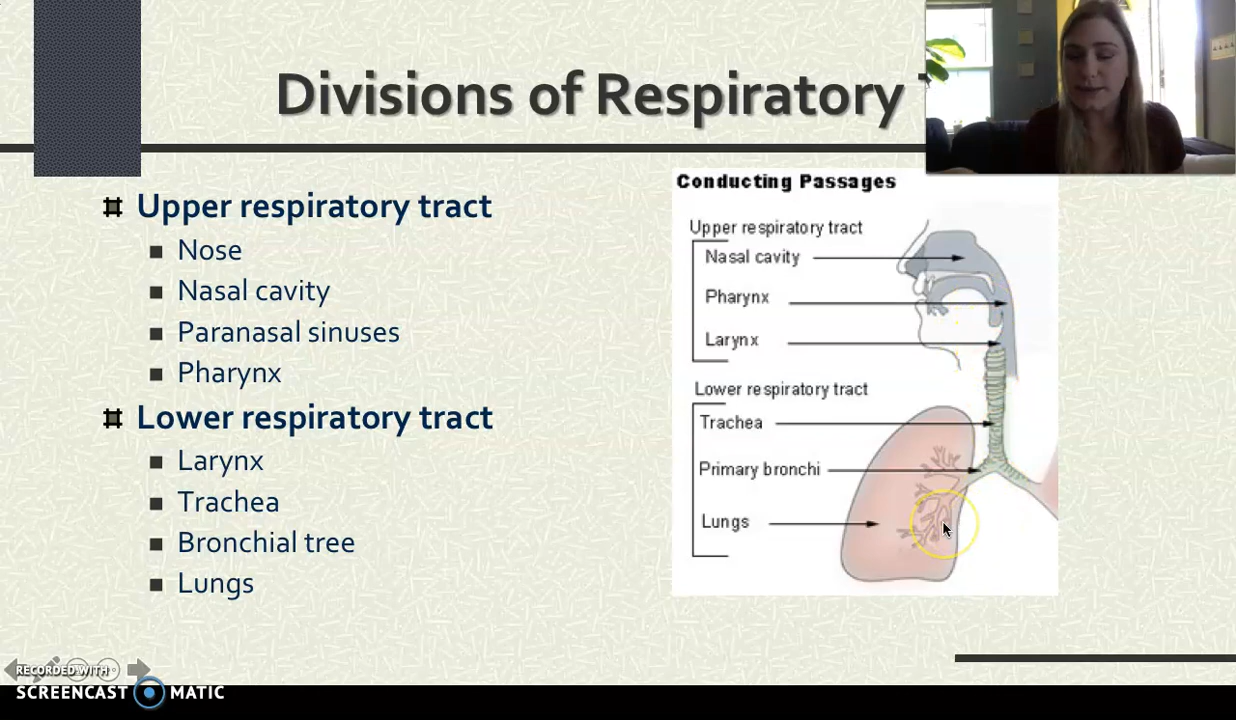 Divisions of Respiratory
Upper respiratory tract
Nose
Nasal cavity
Paranasal sinuses
Pharynx
Lower respiratory tract
Larynx
Trachea
Bronchial tree
Lungs
Conducting Passages
Upper respiratory tract
Nasal cavity
Pharynx
Larynx
Lower respiratory tract
Trachea
Primary bronchi
Lungs
RECORDED WITH
SCREENCAST MATIC